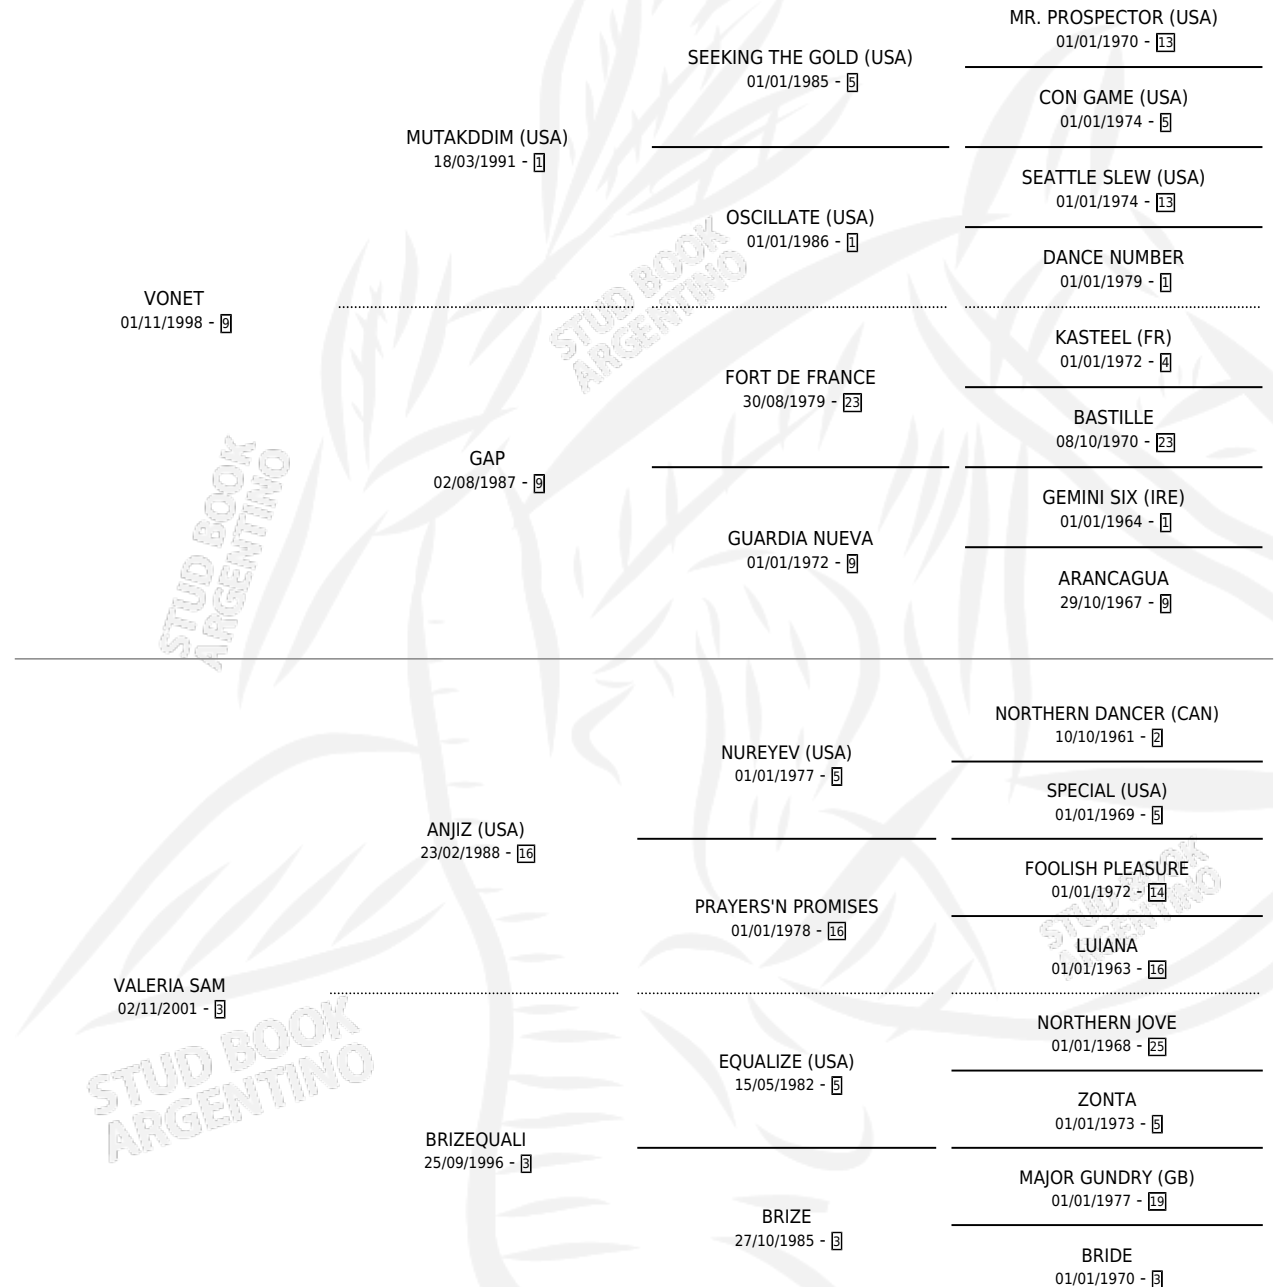 MR. PROSPECTOR (USA)
01/01/1970 - 13
SEEKING THE GOLD (USA)
01/01/1985 - 5
CON GAME (USA)
01/01/1974 - 5
MUTAKDDIM (USA)
18/03/1991 - 1
SEATTLE SLEW (USA)
01/01/1974 - 13
OSCILLATE (USA)
01/01/1986 - 1
DANCE NUMBER
01/01/1979 - 1
VONET
01/11/1998 - 9
KASTEEL (FR)
01/01/1972 - 4
FORT DE FRANCE
30/08/1979 - 23
BASTILLE
08/10/1970 - 23
GAP
02/08/1987 - 9
GEMINI SIX (IRE)
01/01/1964 - 1
GUARDIA NUEVA
01/01/1972 - 9
ARANCAGUA
29/10/1967 - 9
NORTHERN DANCER (CAN)
10/10/1961 - 2
NUREYEV (USA)
01/01/1977 - 5
SPECIAL (USA)
01/01/1969 - 5
ANJIZ (USA)
23/02/1988 - 16
FOOLISH PLEASURE
01/01/1972 - 14
PRAYERS'N PROMISES
01/01/1978 - 16
LUIANA
01/01/1963 - 16
VALERIA SAM
02/11/2001 - 3
NORTHERN JOVE
01/01/1968 - 25
EQUALIZE (USA)
15/05/1982 - 5
ZONTA
01/01/1973 - 5
BRIZEQUALI
25/09/1996 - 3
MAJOR GUNDRY (GB)
01/01/1977 - 19
BRIZE
27/10/1985 - 3
BRIDE
01/01/1970 - 3
STUD BOOK
ARGENTINO
STUD BOOK
ARGENTINO
STUD BOOK
ARGENTINO
STUD BOOK
ARGENTINO